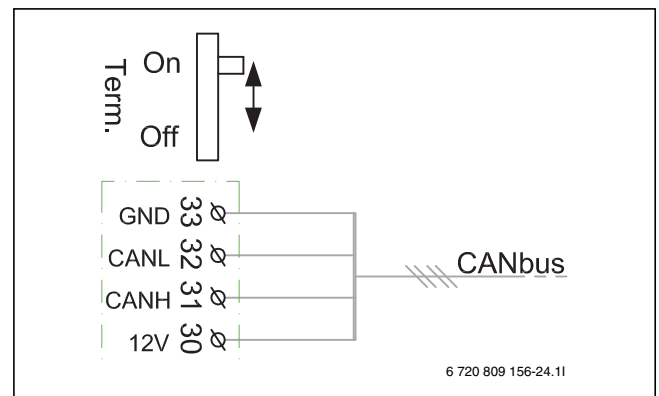 Term.
On
Off
GND 33
CANL 32
CANH 31
12V 30
CANbus
6 720 809 156-24.1I